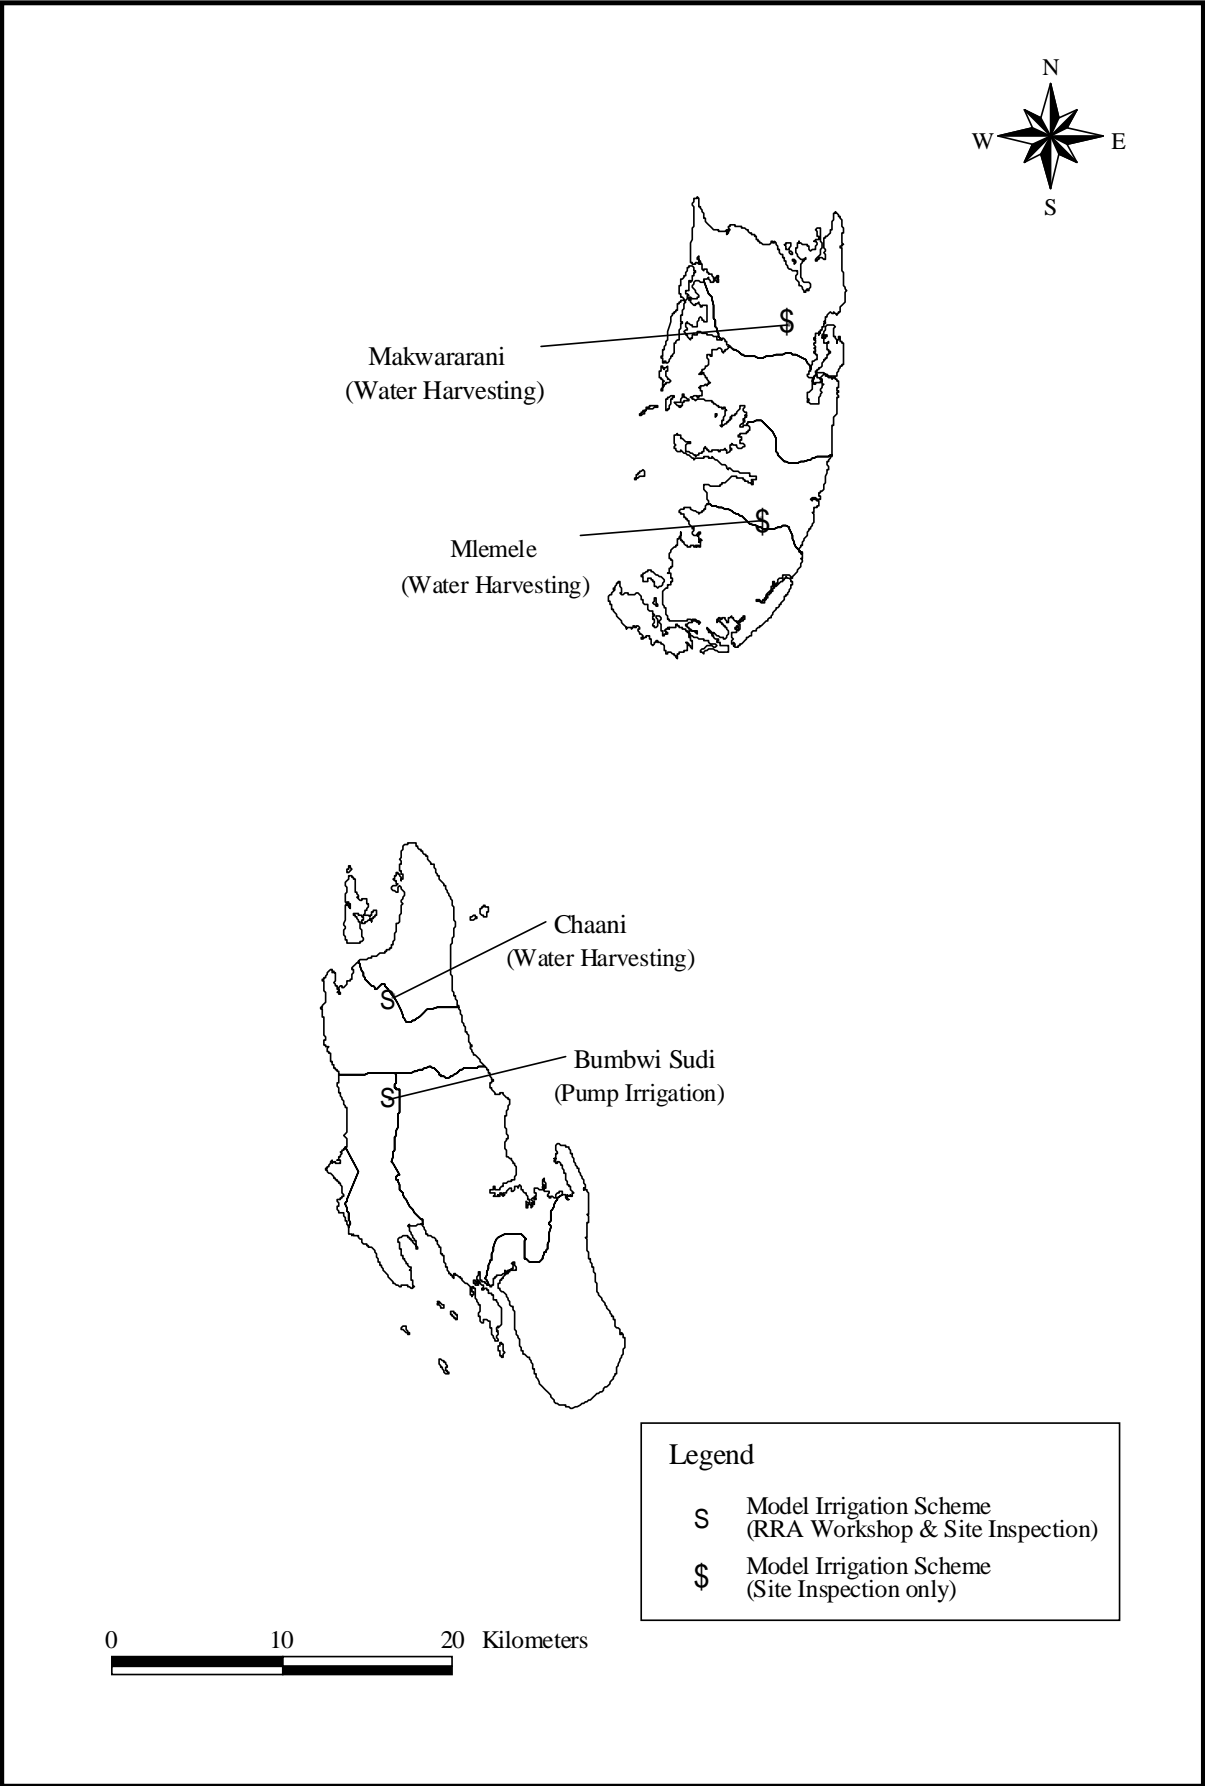 N
W E
S
$
Makwararani
(Water Harvesting)
$
Mlemele
(Water Harvesting)
Chaani
(Water Harvesting)
S
Bumbwi Sudi
(Pump Irrigation)
S
Legend
S Model Irrigation Scheme
(RRA Workshop & Site Inspection)
$ Model Irrigation Scheme
(Site Inspection only)
0 10 20 Kilometers